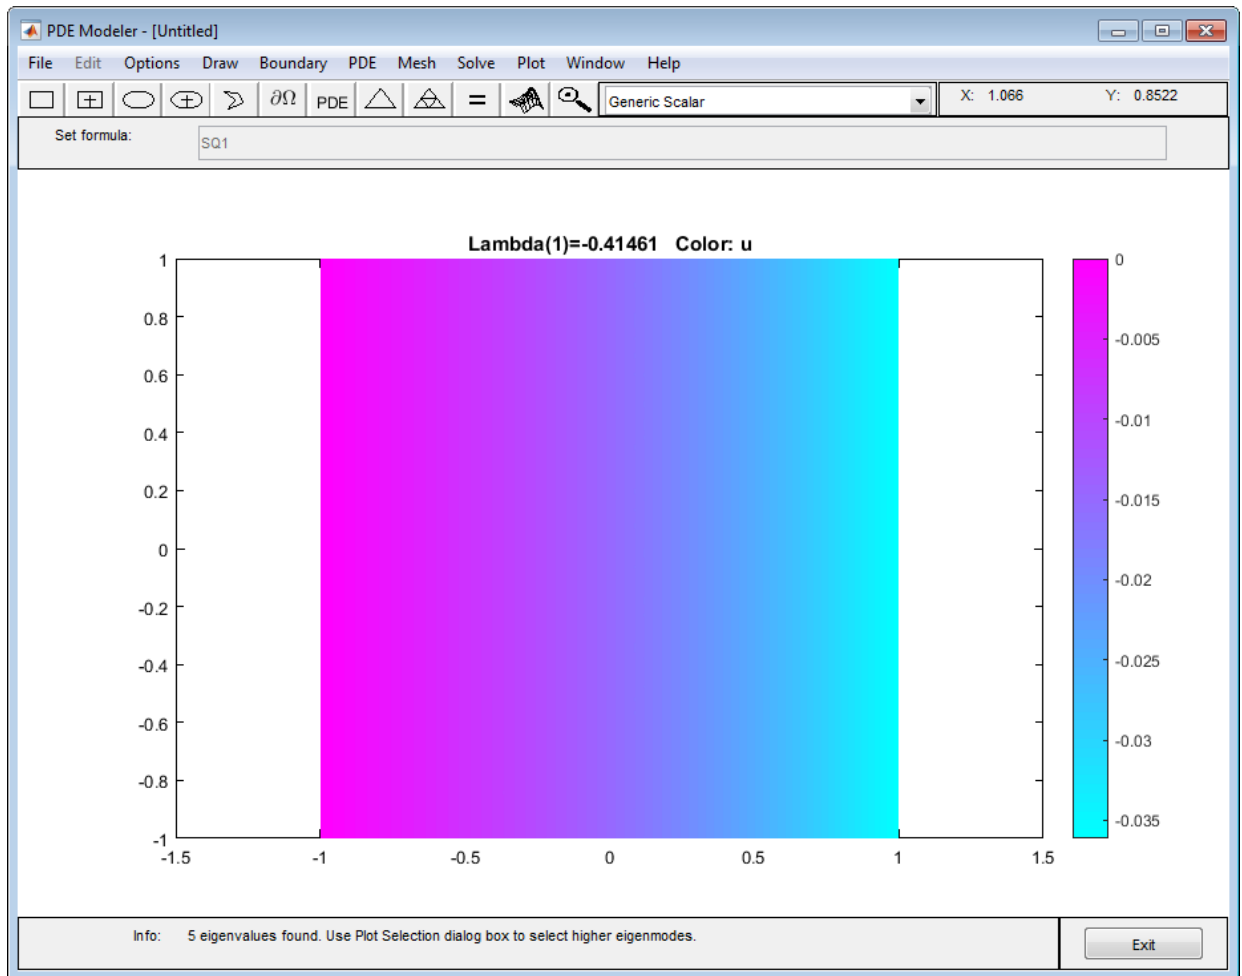 PDE Modeler - [Untitled]
File Edit Options Draw Boundary PDE Mesh Solve Plot Window Help
∂Ω PDE = Generic Scalar X: 1.066 Y: 0.8522
Set formula: SQ1
Lambda(1)=-0.41461 Color: u
1
0.8
0.6
0.4
0.2
0
-0.2
-0.4
-0.6
-0.8
-1
-1.5 -1 -0.5 0 0.5 1 1.5
0
-0.005
-0.01
-0.015
-0.02
-0.025
-0.03
-0.035
Info: 5 eigenvalues found. Use Plot Selection dialog box to select higher eigenmodes.
Exit